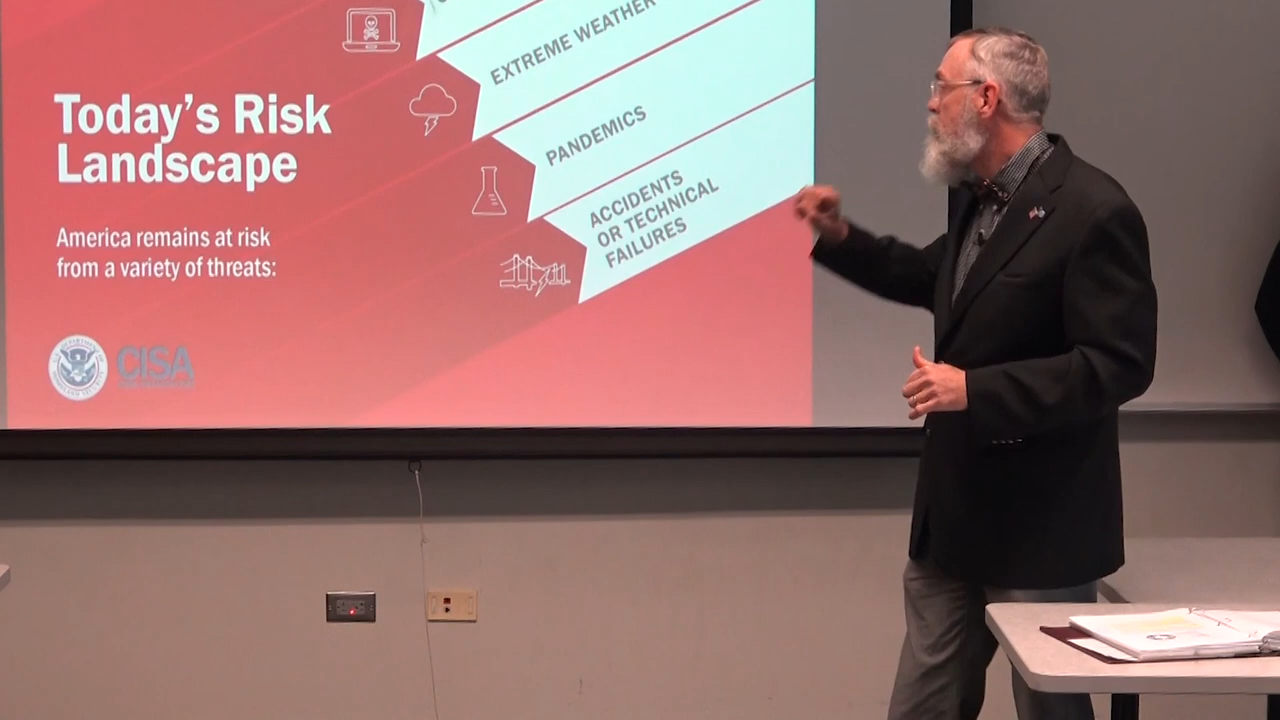 Today's Risk
Landscape
America remains at risk
from a variety of threats:
EXTREME WEATHER
PANDEMICS
ACCIDENTS
OR TECHNICAL
FAILURES
CISA